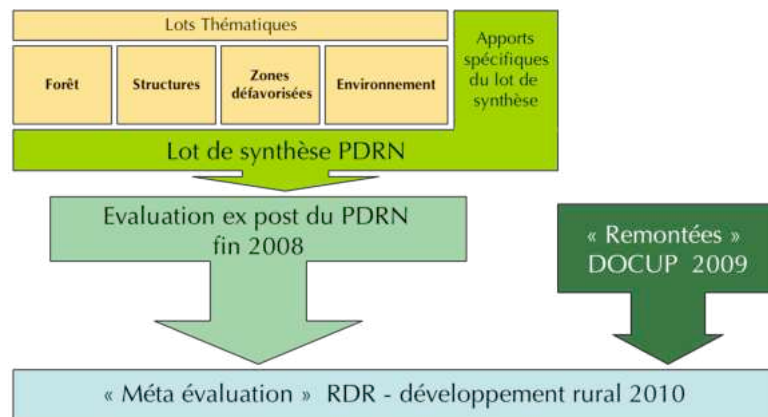 Lots Thématiques
Forêt
Structures
Zones
défavorisées
Environnement
Apports
spécifiques
du lot de
synthèse
Lot de synthèse PDRN
Evaluation ex post du PDRN
fin 2008
« Remontées »
DOCUP 2009
« Méta évaluation » RDR - développement rural 2010